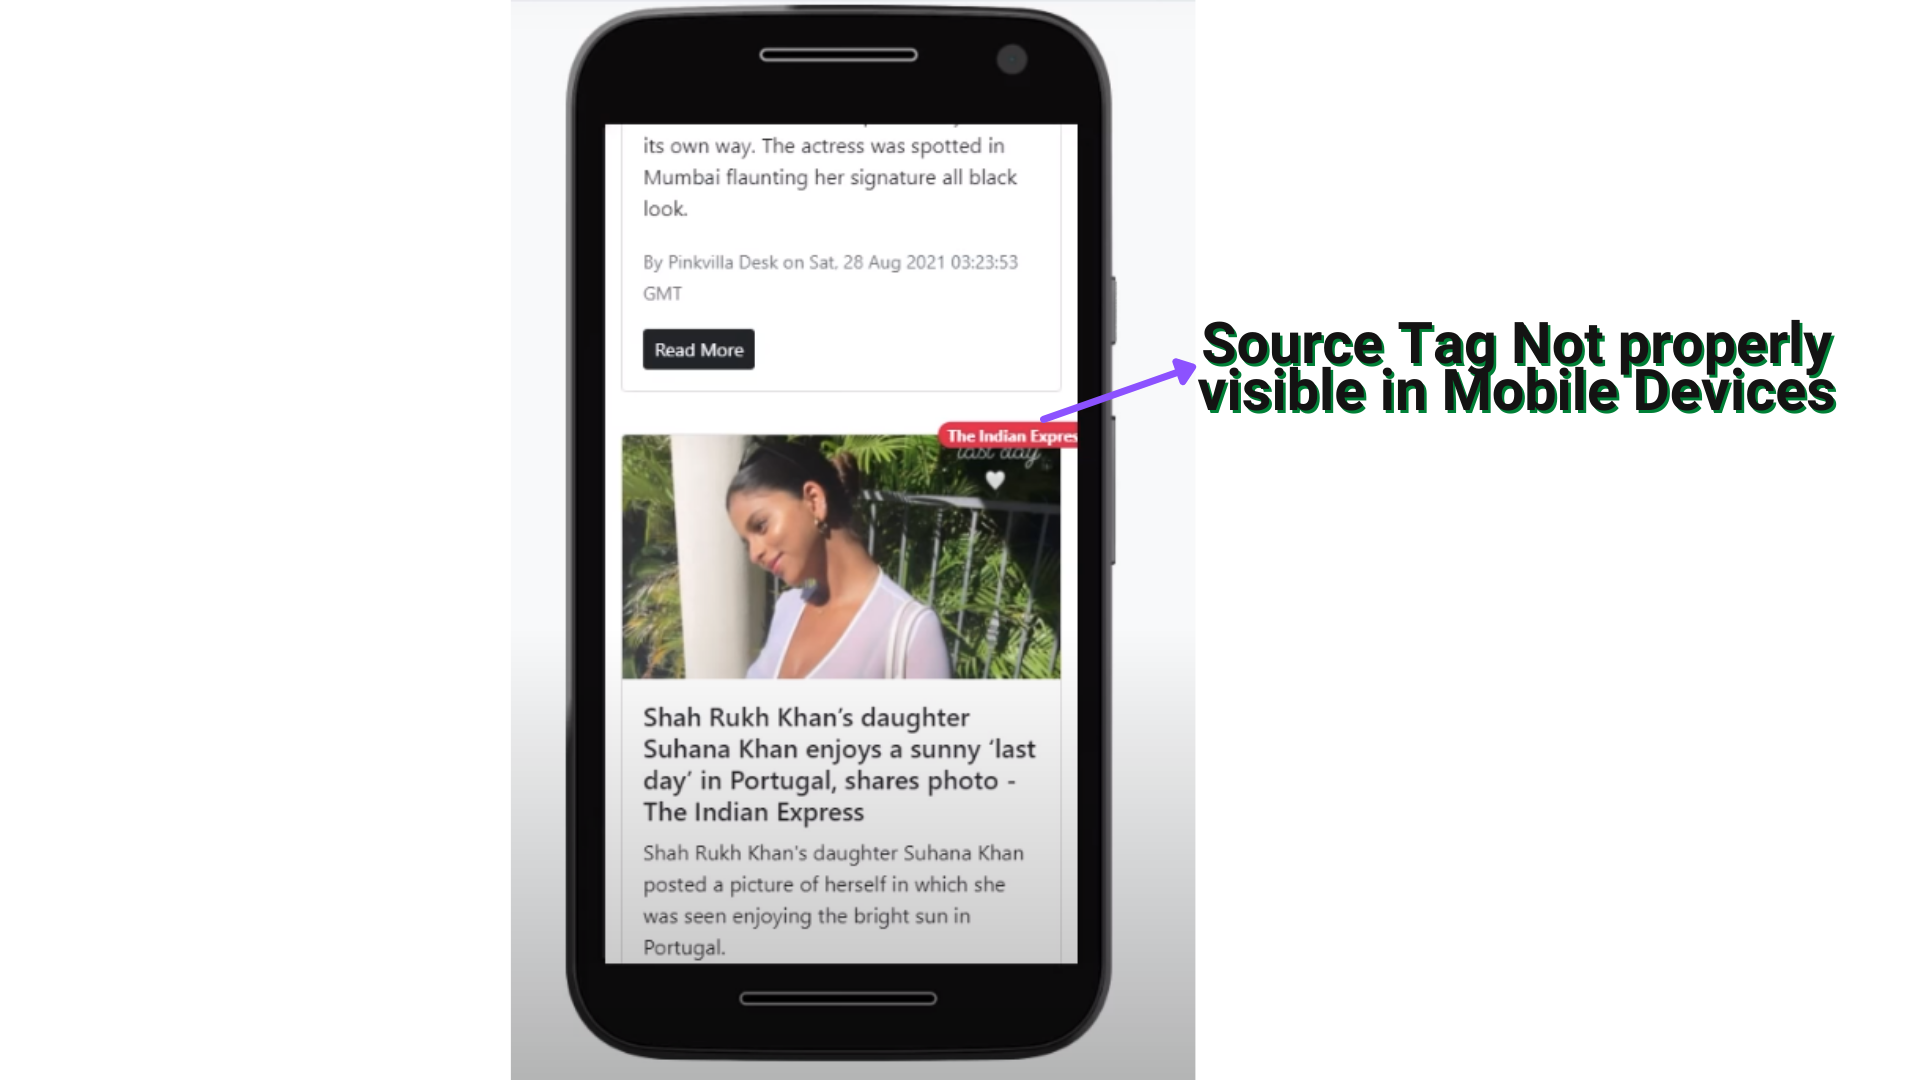 its own way. The actress was spotted in
Mumbai flaunting her signature all black
look.
By Pinkvilla Desk on Sat, 28 Aug 2021 03:23:53
GMT
Read More
Source Tag Not properly
visible in Mobile Devices
The Indian Expres
last day
Shah Rukh Khan’s daughter
Suhana Khan enjoys a sunny ‘last
day’ in Portugal, shares photo -
The Indian Express
Shah Rukh Khan's daughter Suhana Khan
posted a picture of herself in which she
was seen enjoying the bright sun in
Portugal.